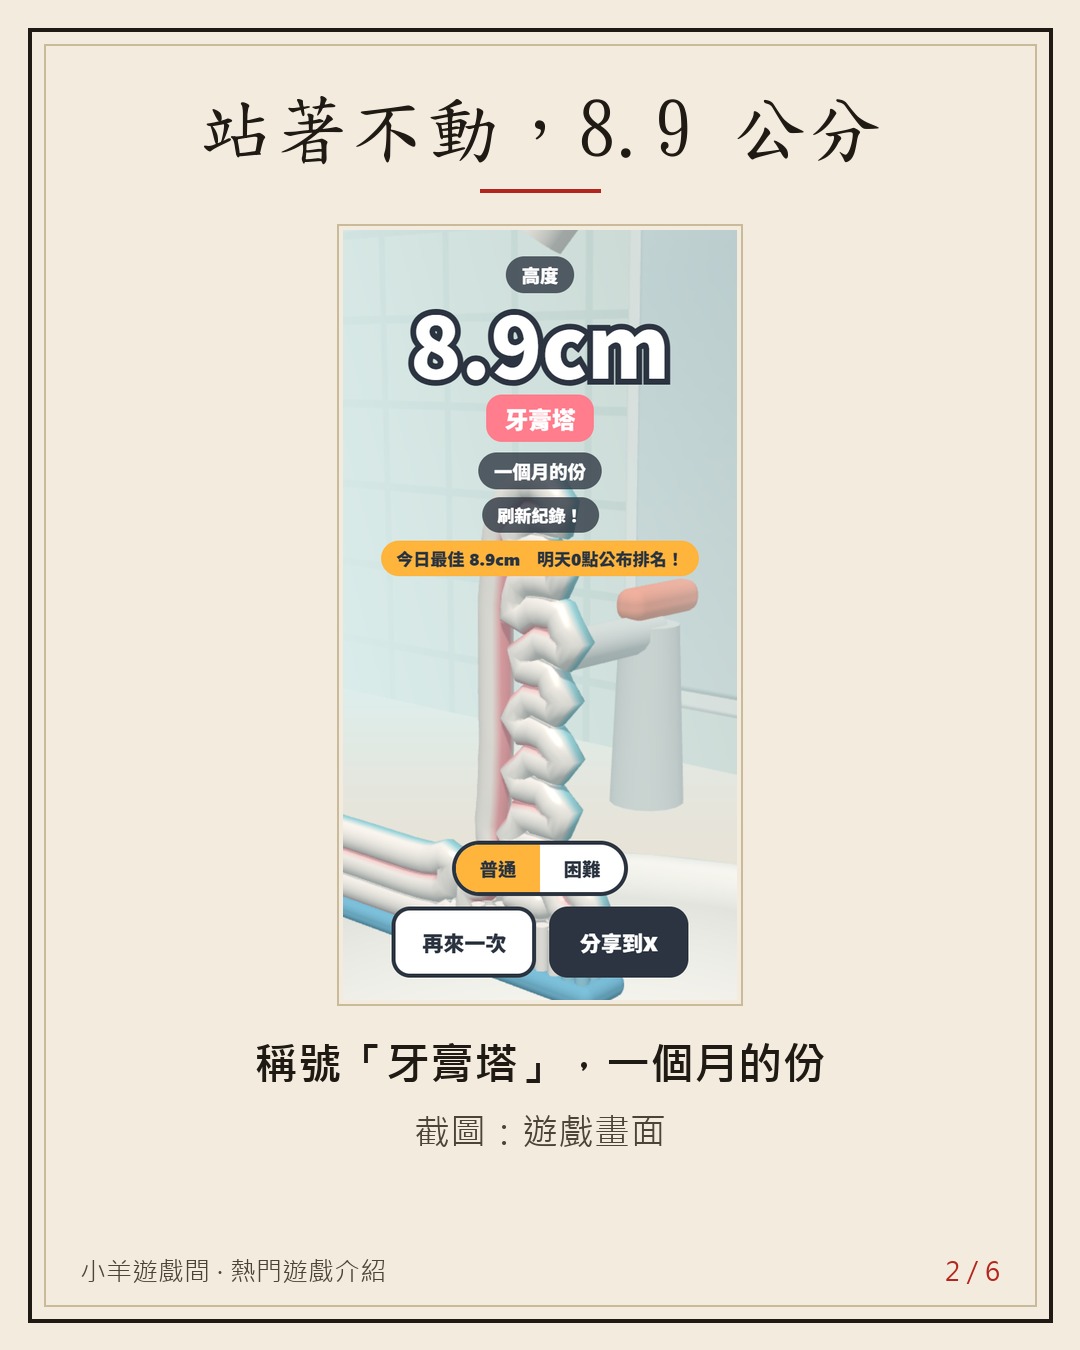 站著不動，8.9 公分
高度
8.9cm
牙膏塔
一個月的份
刷新紀錄！
今日最佳 8.9cm　明天0點公布排名！
普通 困難
再來一次 分享到X
稱號「牙膏塔」，一個月的份
截圖：遊戲畫面
小羊遊戲間 · 熱門遊戲介紹 2 / 6